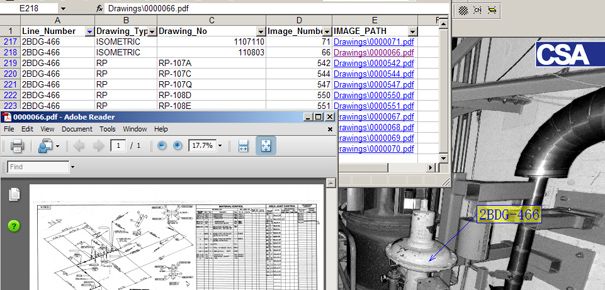 E218 Drawings\0000066.pdf
A B C D E
1 Line_Number Drawing_Typ Drawing_No Image_Numbe IMAGE_PATH
217 2BDG-466 ISOMETRIC 1107110 71 Drawings\0000071.pdf
218 2BDG-466 ISOMETRIC 110803 66 Drawings\0000066.pdf
219 2BDG-466 RP RP-107A 542 Drawings\0000542.pdf
220 2BDG-466 RP RP-107C 544 Drawings\0000544.pdf
221 2BDG-466 RP RP-107Q 547 Drawings\0000547.pdf
222 2BDG-466 RP RP-108D 550 Drawings\0000550.pdf
223 2BDG-466 RP RP-108E 551 Drawings\0000551.pdf
rawings\0000067.pdf
rawings\0000068.pdf
rawings\0000069.pdf
rawings\0000070.pdf
0000066.pdf - Adobe Reader
File Edit View Document Tools Window Help
1 / 1 17.7%
Find
CSA
2BDG-466